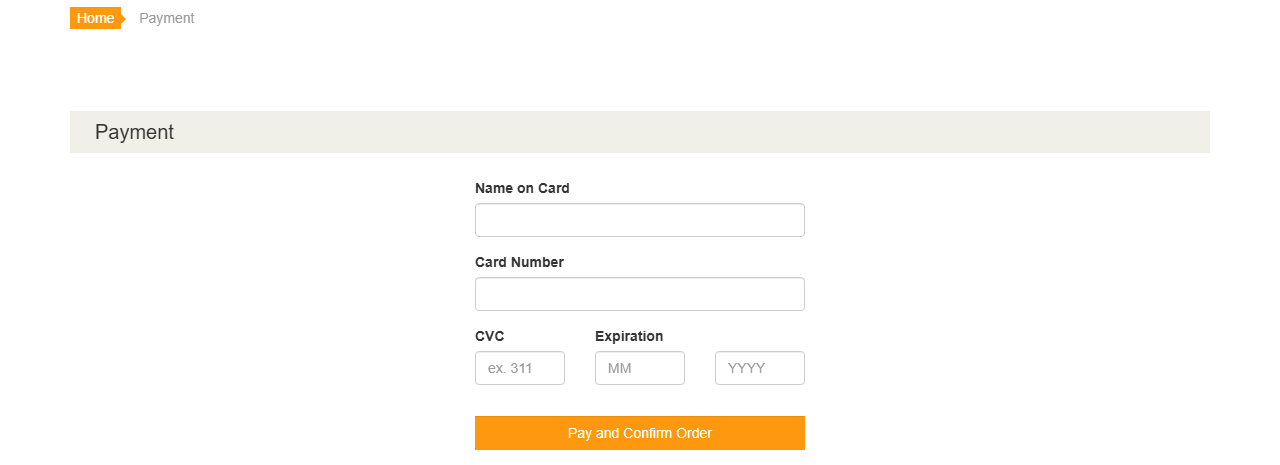 Home Payment
Payment
Name on Card
Card Number
CVC Expiration
ex. 311 MM YYYY
Pay and Confirm Order